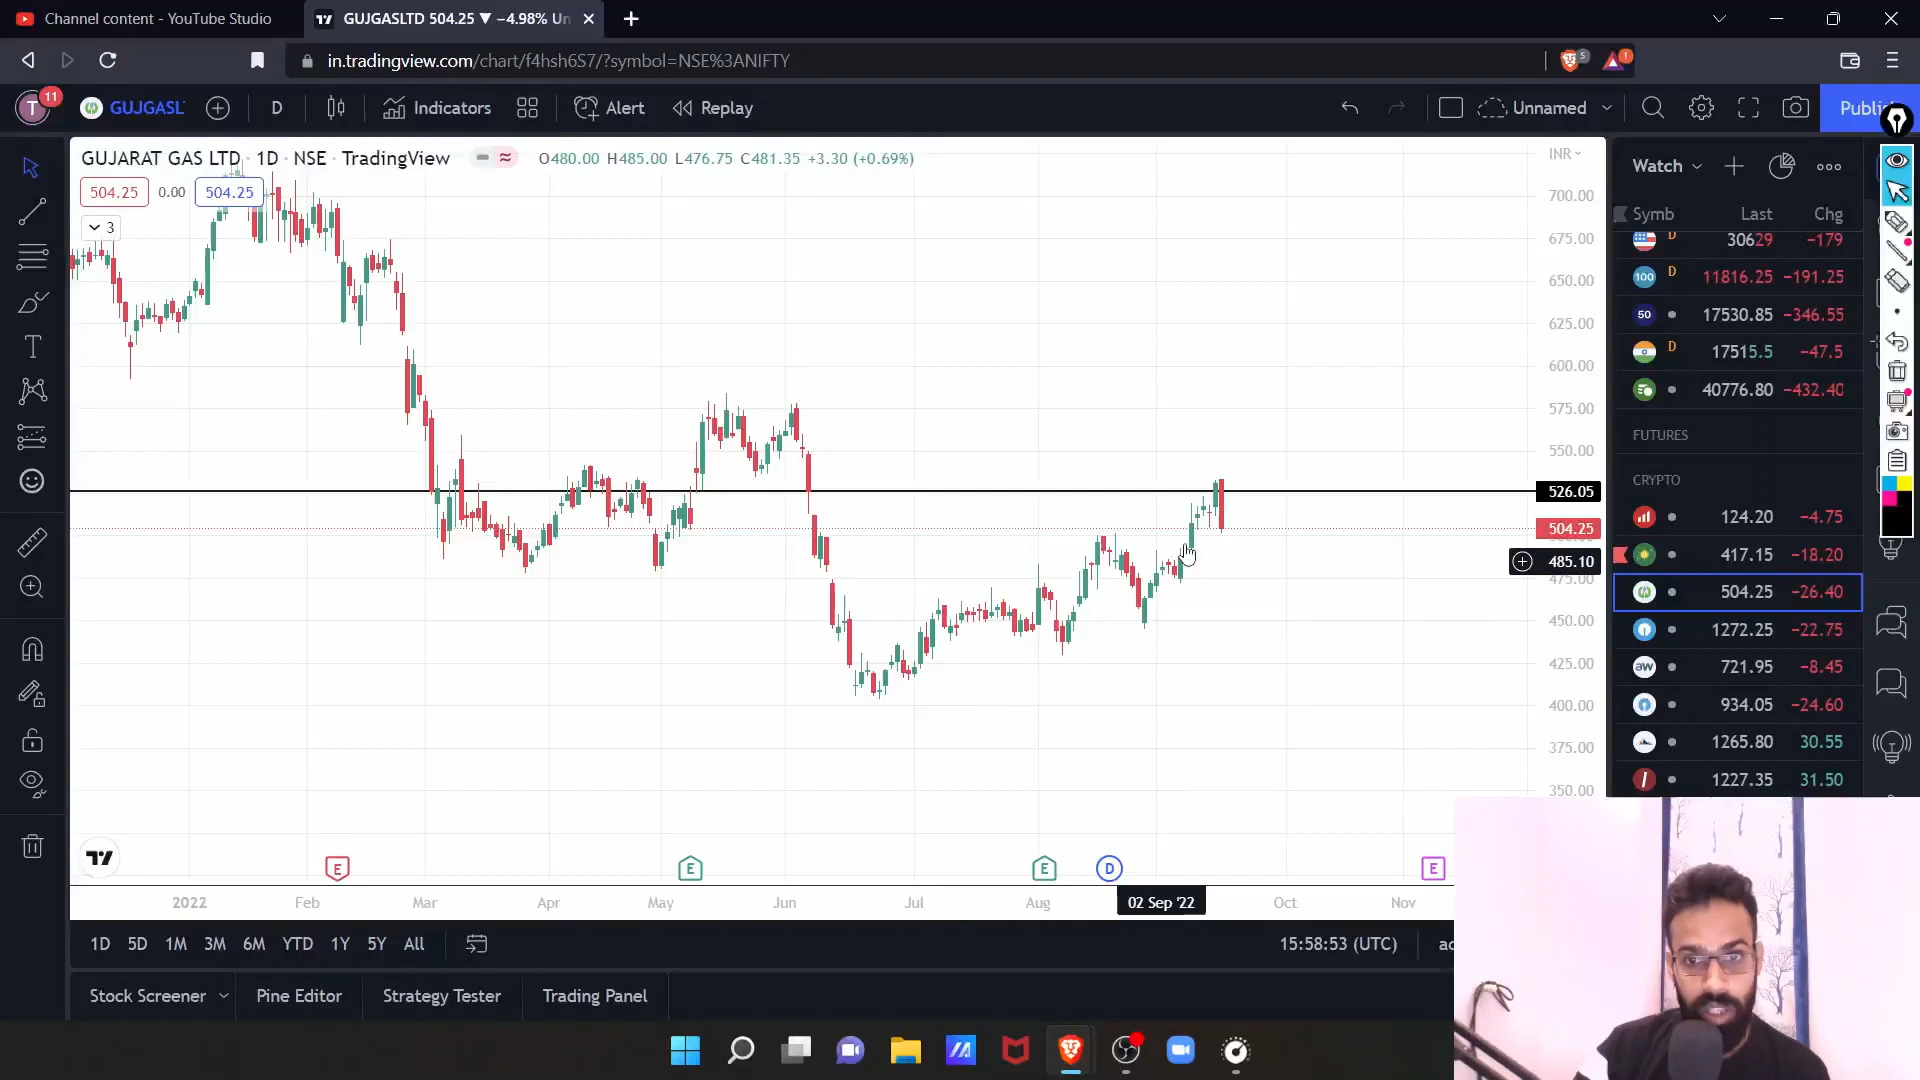 Channel content - YouTube Studio
GUJGASLTD 504.25 ▼ −4.98% Un
in.tradingview.com/chart/f4hsh6S7/?symbol=NSE%3ANIFTY
5
1
T
11
GUJGASL
D
Indicators
Alert
Replay
Unnamed
Publi
GUJARAT GAS LTD · 1D · NSE · TradingView
O480.00 H485.00 L476.75 C481.35 +3.30 (+0.69%)
504.25 0.00 504.25
3
INR
700.00
675.00
650.00
625.00
600.00
575.00
550.00
526.05
504.25
485.10
475.00
450.00
425.00
400.00
375.00
350.00
E
E
E
D
E
2022 Feb Mar Apr May Jun Jul Aug 02 Sep '22 Oct Nov
1D 5D 1M 3M 6M YTD 1Y 5Y All
15:58:53 (UTC)
Stock Screener Pine Editor Strategy Tester Trading Panel
Watch
Symb Last Chg
D 30629 −179
100 D 11816.25 −191.25
50 17530.85 −346.55
D 17515.5 −47.5
40776.80 −432.40
FUTURES
CRYPTO
124.20 −4.75
417.15 −18.20
504.25 −26.40
1272.25 −22.75
aw 721.95 −8.45
934.05 −24.60
1265.80 30.55
1227.35 31.50